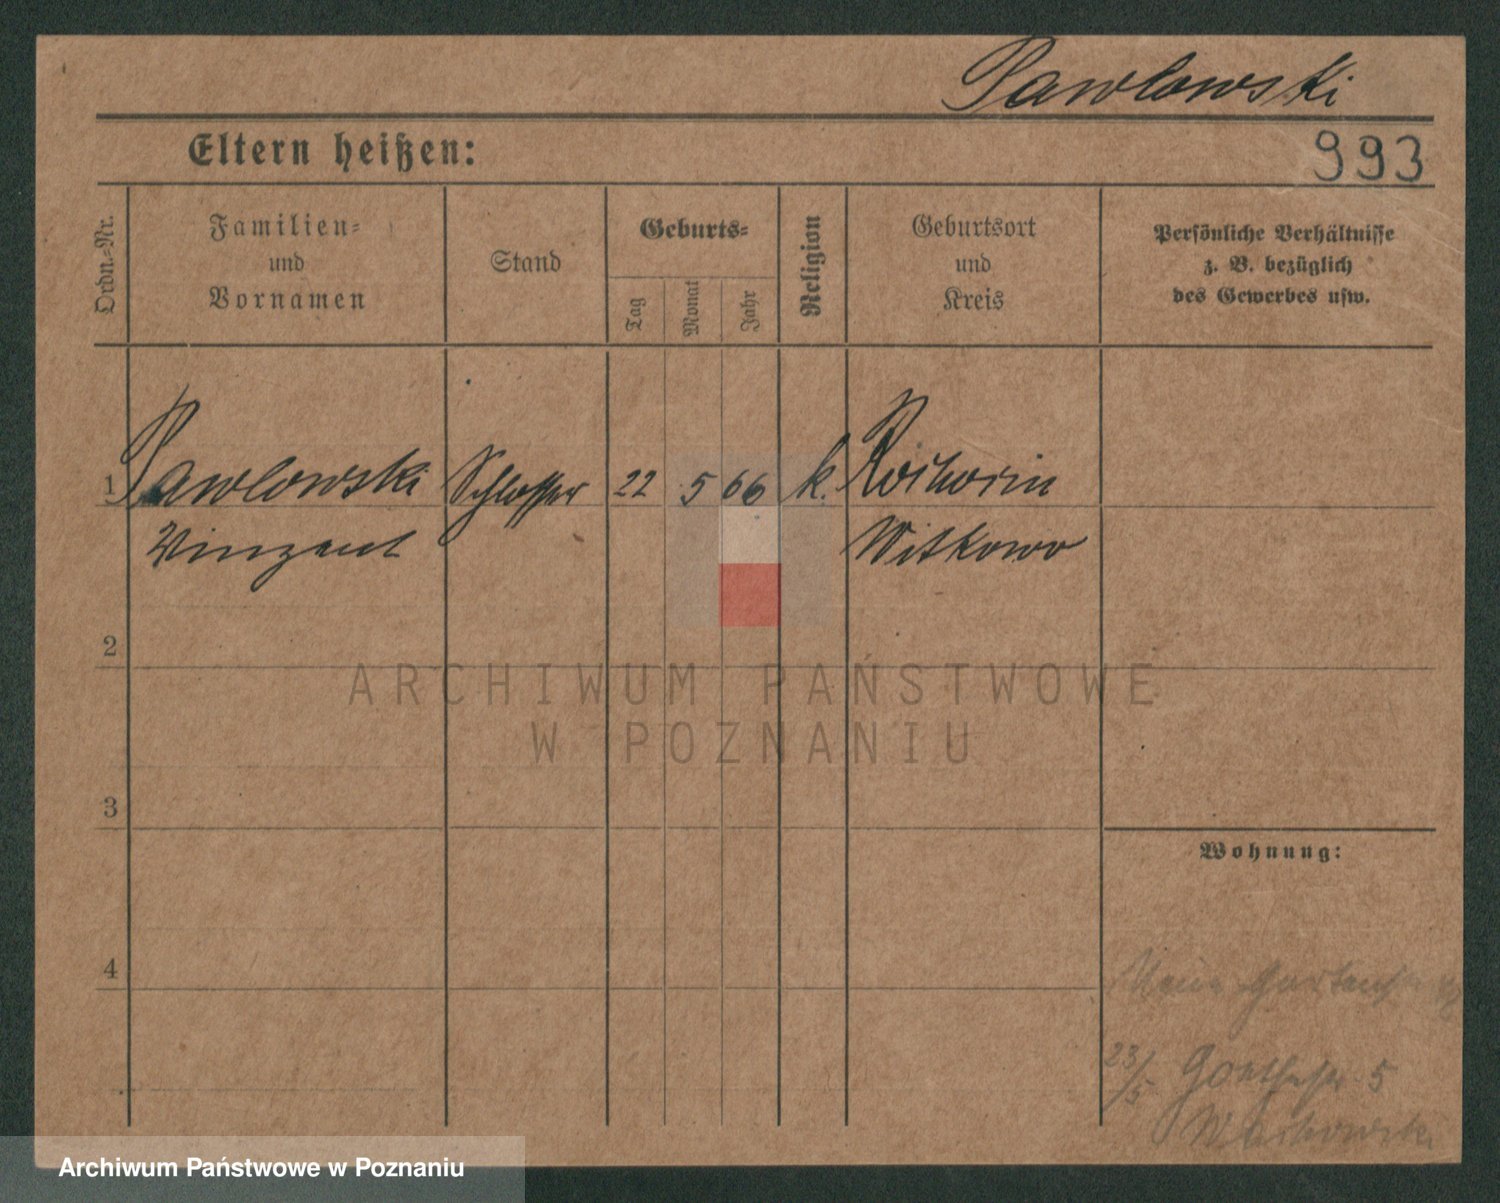 Pawlowski
Eltern heißen:
993
Ordn.-Nr.
Familien-
und
Vornamen
Stand
Geburts-
Tag
Monat
Jahr
Religion
Geburtsort
und
Kreis
Persönliche Verhältnisse
z. B. bezüglich
des Gewerbes usw.
1 Pawlowski Schlosser 22 5 66 k.
Vinzent Witkowo
2
ARCHIWUM PAŃSTWOWE
W POZNANIU
3
Wohnung:
4
23/5 5
Archiwum Państwowe w Poznaniu